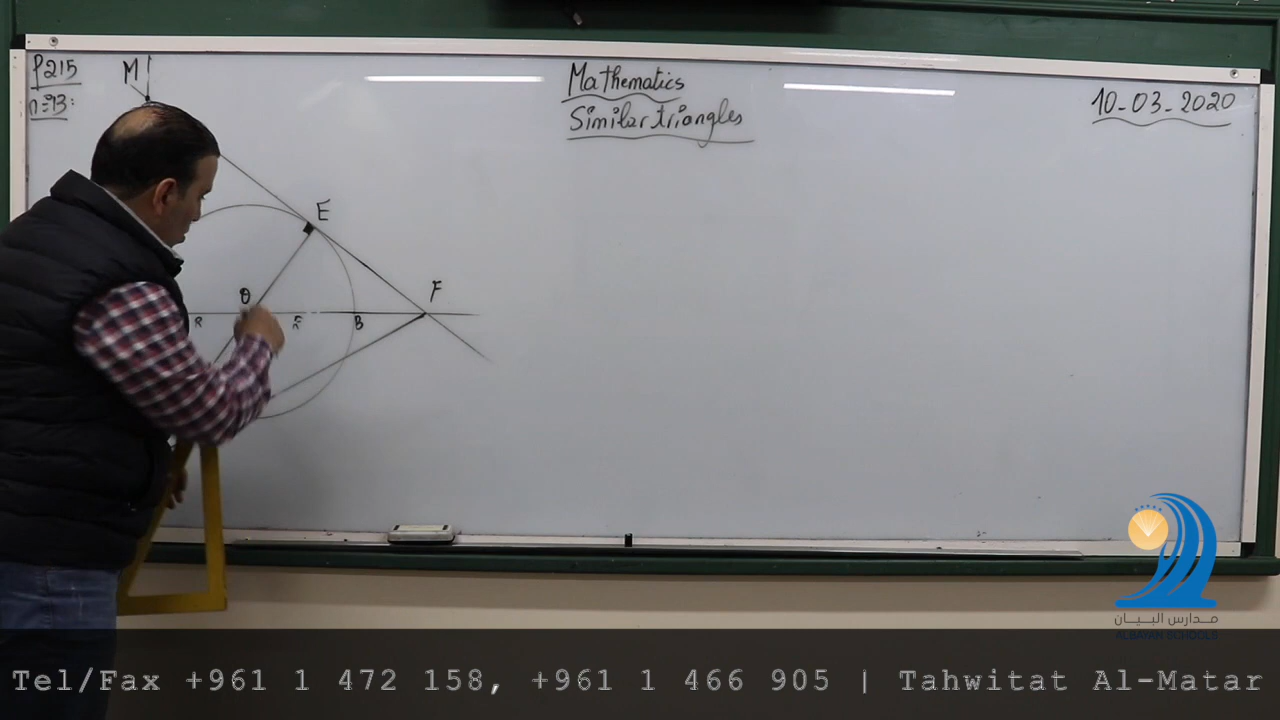 P215
n°13:
M
Mathematics
Similar triangles
10-03-2020
E
O
F
R
R
B
مدارس البيان
ALBAYAN SCHOOLS
Tel/Fax +961 1 472 158, +961 1 466 905 | Tahwitat Al-Matar